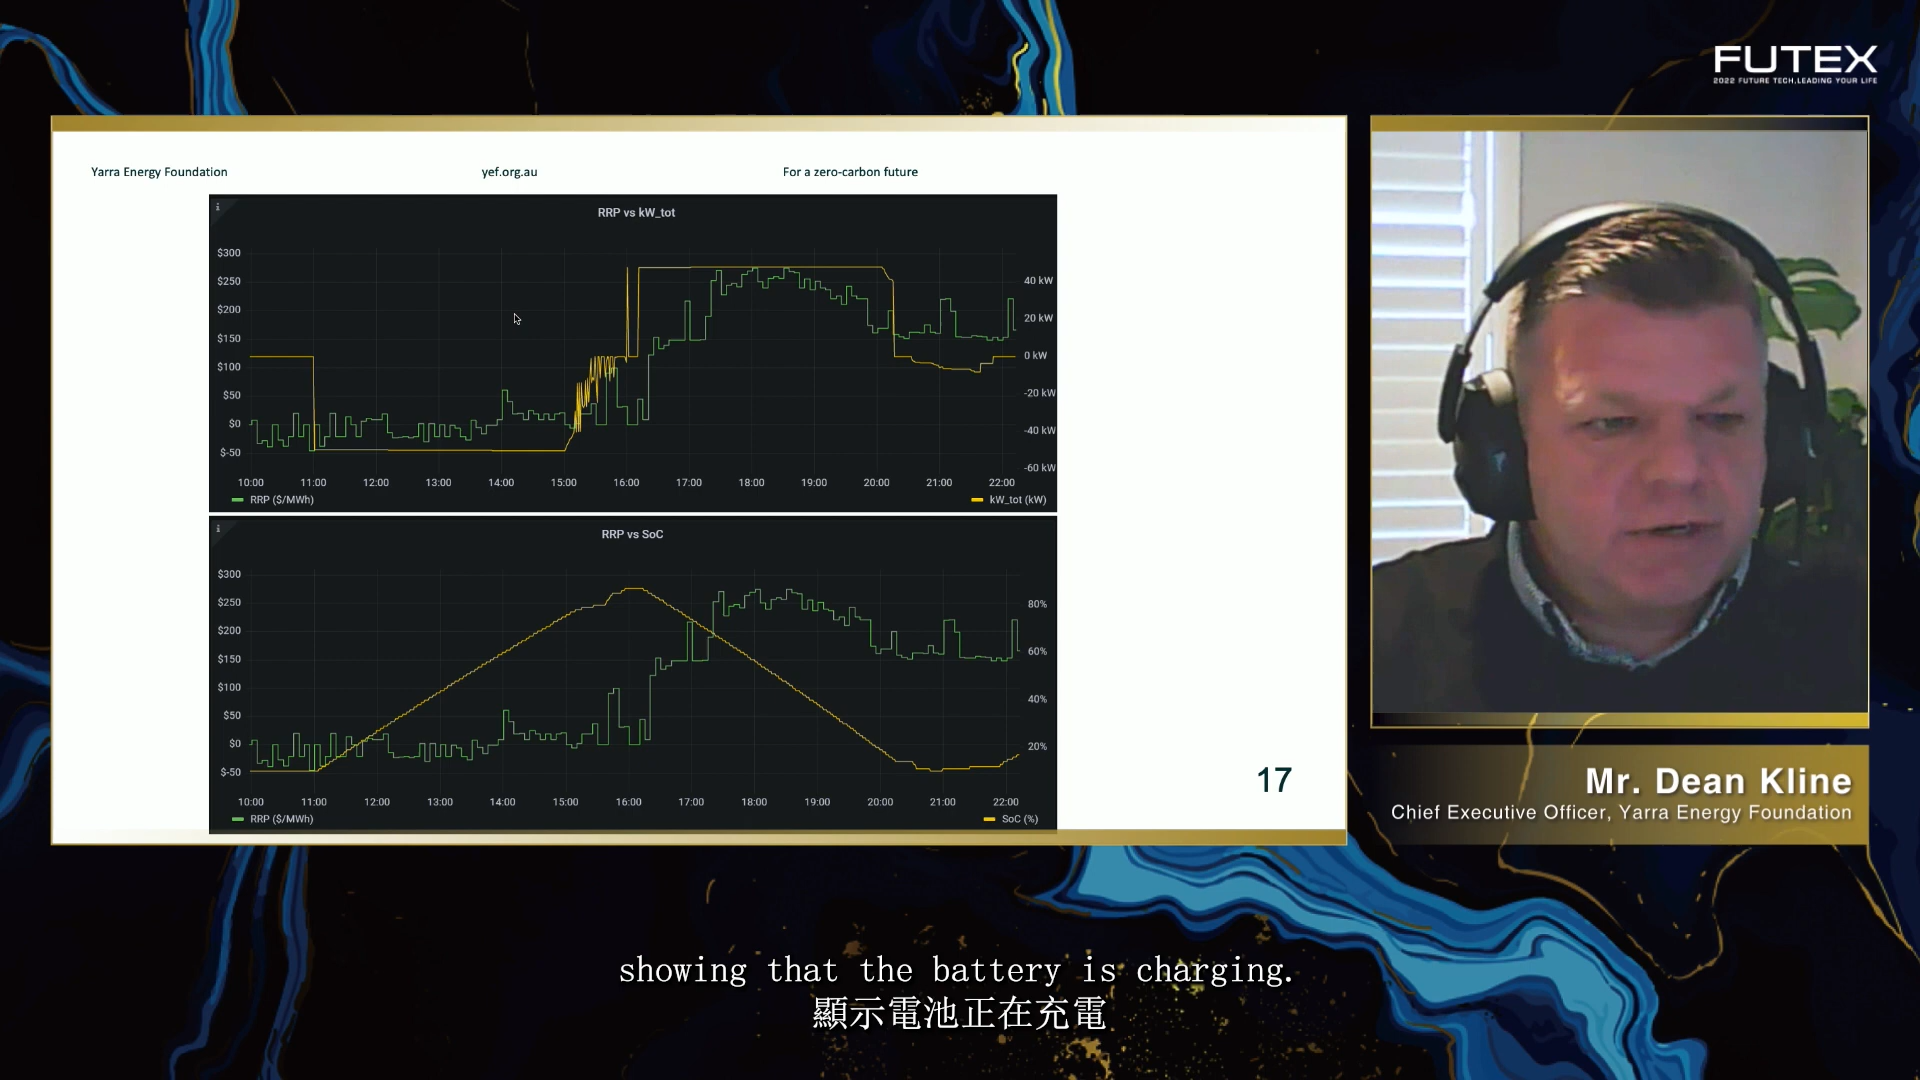 FUTEX
2022 FUTURE TECH,LEADING YOUR LIFE
Yarra Energy Foundation
yef.org.au
For a zero-carbon future
i
RRP vs kW_tot
$300
$250
$200
$150
$100
$50
$0
$-50
40 kW
20 kW
0 kW
-20 kW
-40 kW
-60 kW
10:00 11:00 12:00 13:00 14:00 15:00 16:00 17:00 18:00 19:00 20:00 21:00 22:00
RRP ($/MWh)
kW_tot (kW)
i
RRP vs SoC
$300
$250
$200
$150
$100
$50
$0
$-50
80%
60%
40%
20%
10:00 11:00 12:00 13:00 14:00 15:00 16:00 17:00 18:00 19:00 20:00 21:00 22:00
RRP ($/MWh)
SoC (%)
17
Mr. Dean Kline
Chief Executive Officer, Yarra Energy Foundation
showing that the battery is charging.
顯示電池正在充電